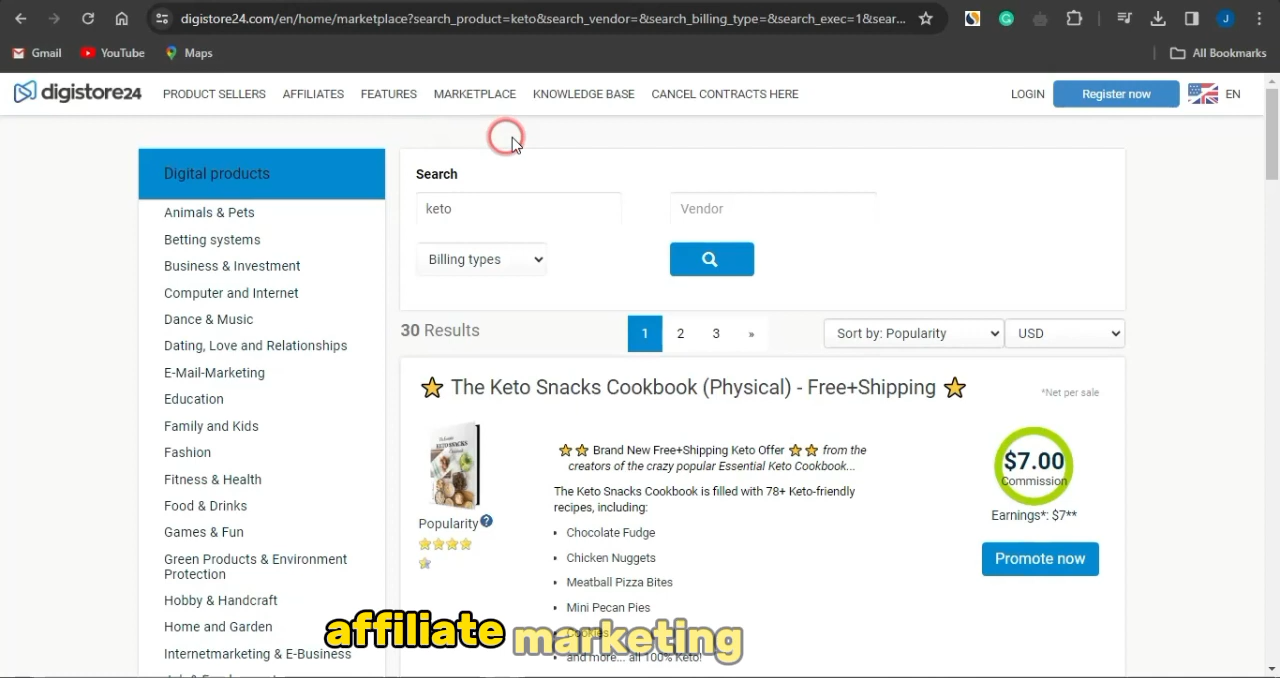 digistore24.com/en/home/marketplace?search_product=keto&search_vendor=&search_billing_type=&search_exec=1&sear...
J
Gmail
YouTube
Maps
All Bookmarks
digistore24
PRODUCT SELLERS
AFFILIATES
FEATURES
MARKETPLACE
KNOWLEDGE BASE
CANCEL CONTRACTS HERE
LOGIN
Register now
EN
Digital products
Animals & Pets
Betting systems
Business & Investment
Computer and Internet
Dance & Music
Dating, Love and Relationships
E-Mail-Marketing
Education
Family and Kids
Fashion
Fitness & Health
Food & Drinks
Games & Fun
Green Products & Environment
Protection
Hobby & Handcraft
Home and Garden
Internetmarketing & E-Business
Search
keto
Vendor
Billing types
30 Results
1 2 3 »
Sort by: Popularity
USD
The Keto Snacks Cookbook (Physical) - Free+Shipping
*Net per sale
KETO SNACKS
Popularity ?
Brand New Free+Shipping Keto Offer from the
creators of the crazy popular Essential Keto Cookbook...
The Keto Snacks Cookbook is filled with 78+ Keto-friendly
recipes, including:
Chocolate Fudge
Chicken Nuggets
Meatball Pizza Bites
Mini Pecan Pies
Cookies
and more... all 100% Keto!
$7.00
Commission
Earnings*: $7**
Promote now
affiliate marketing